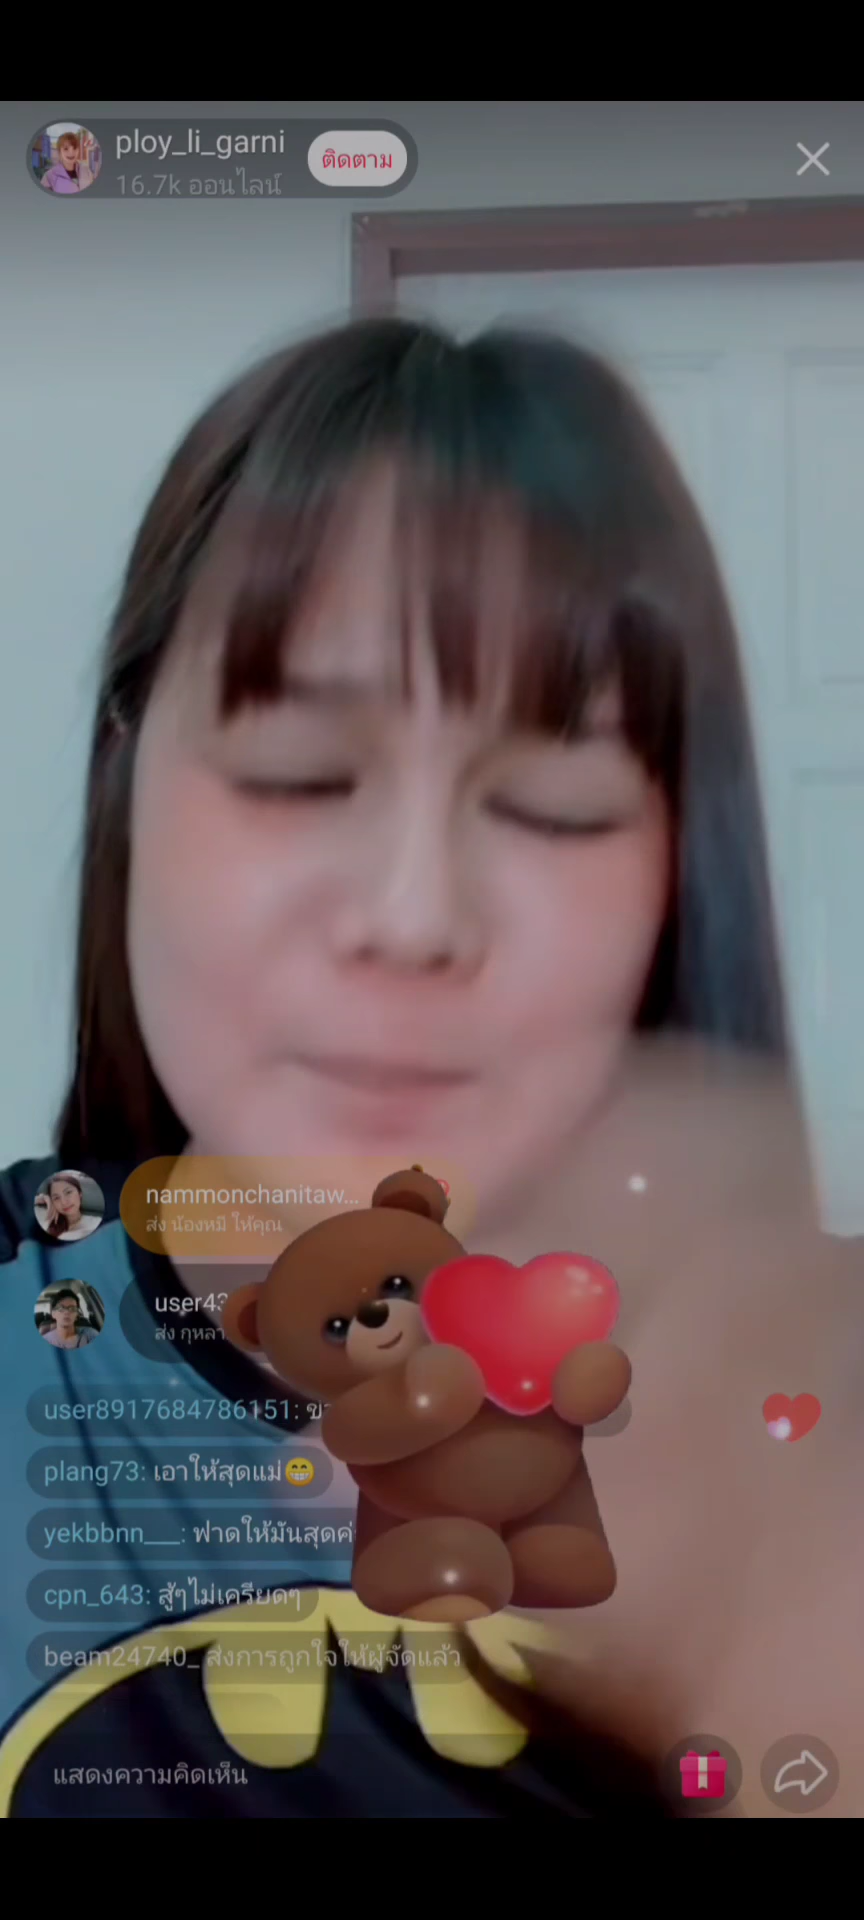 ploy_li_garni
16.7k ออนไลน์
ติดตาม
nammonchanitaw...
ส่ง น้องหมี ให้คุณ
user43
ส่ง กุหลา
user8917684786151:
plang73: เอาให้สุดแม่😁
yekbbnn___: ฟาดให้มันสุดค่
cpn_643: สู้ๆไม่เครียดๆ
beam24740_ ส่งการถูกใจให้ผู้จัดแล้ว
แสดงความคิดเห็น